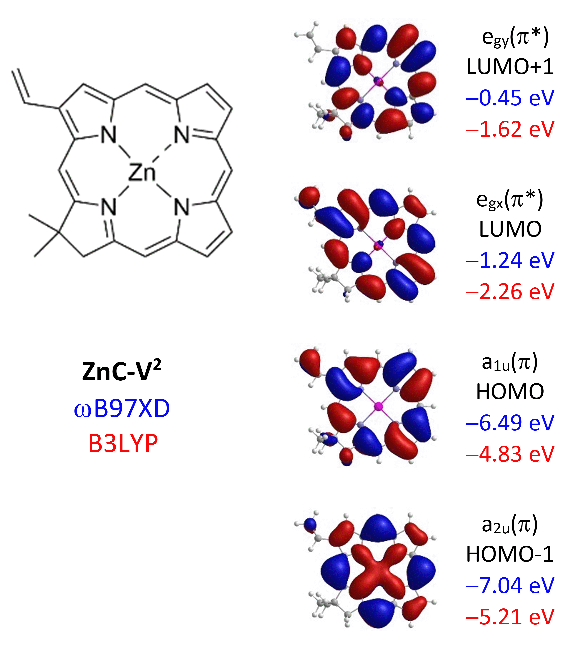 N
N
Zn
N
N
ZnC-V²
ωB97XD
B3LYP
e_gy(π*)
LUMO+1
−0.45 eV
−1.62 eV
e_gx(π*)
LUMO
−1.24 eV
−2.26 eV
a_1u(π)
HOMO
−6.49 eV
−4.83 eV
a_2u(π)
HOMO-1
−7.04 eV
−5.21 eV